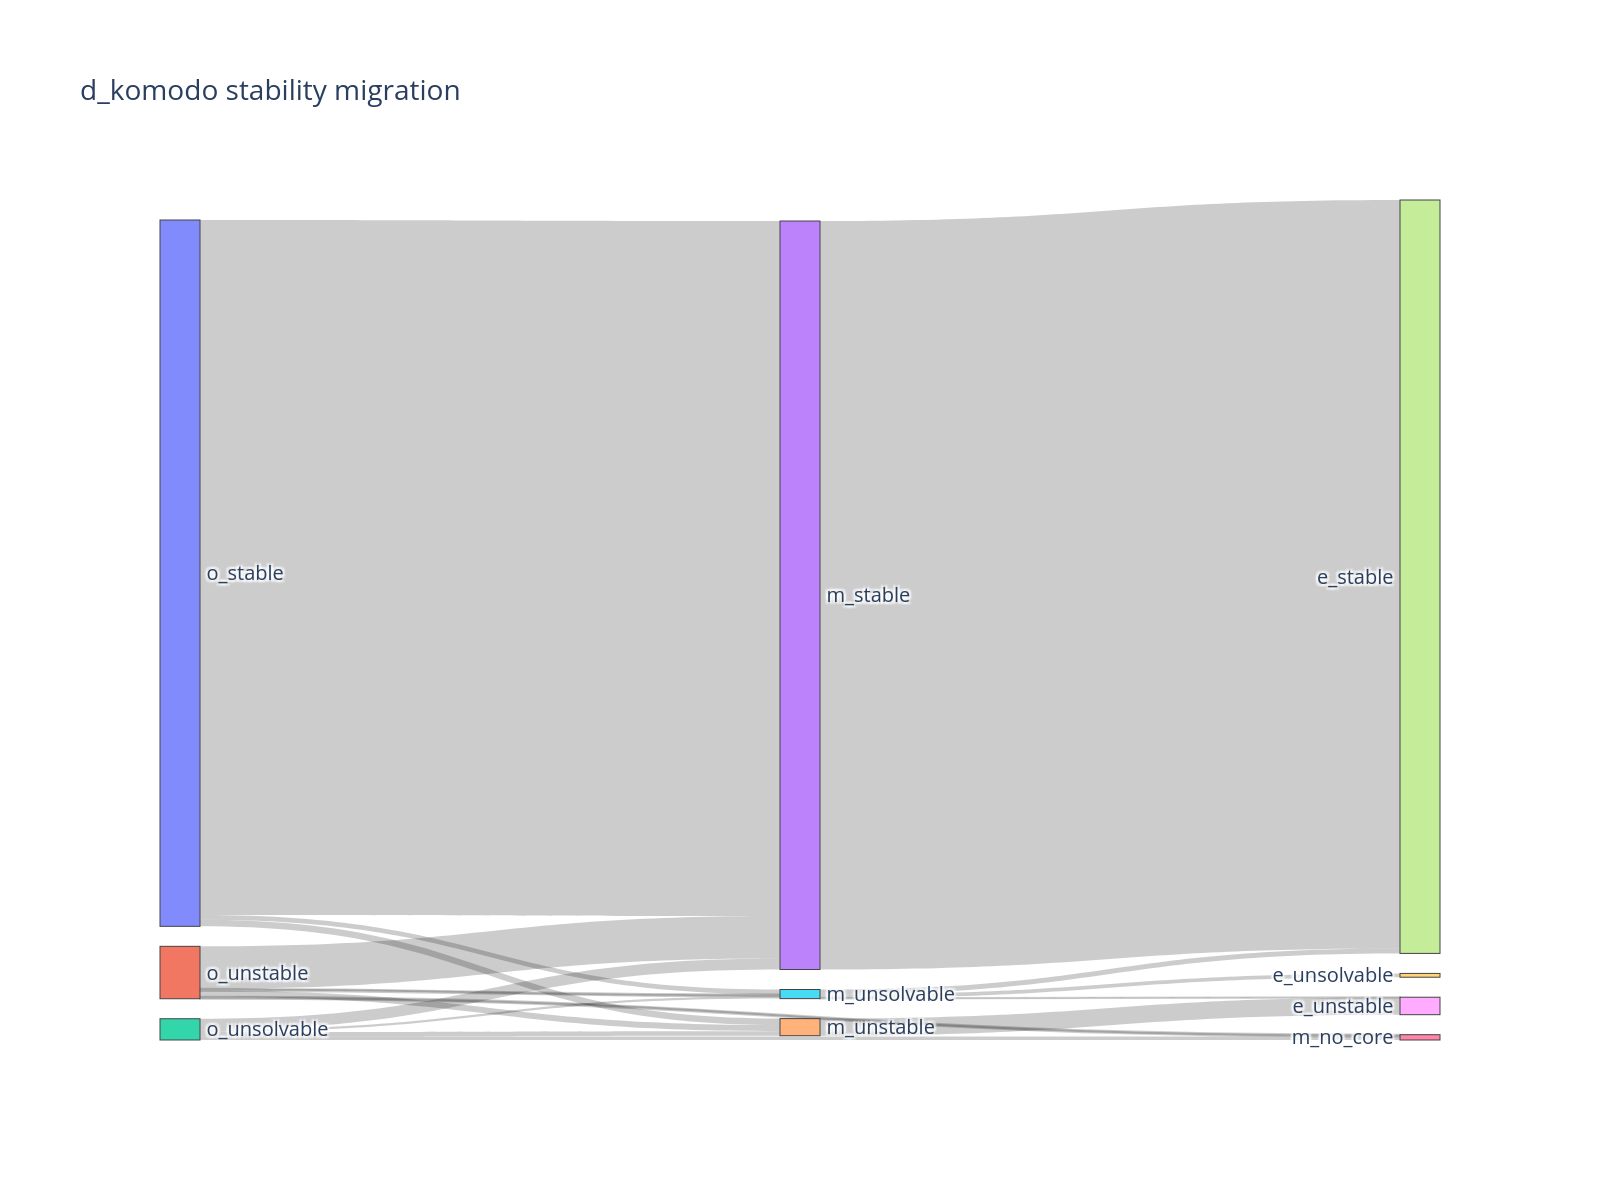 d_komodo stability migration
o_stable
o_unstable
o_unsolvable
m_stable
m_unsolvable
m_unstable
e_stable
e_unsolvable
e_unstable
m_no_core